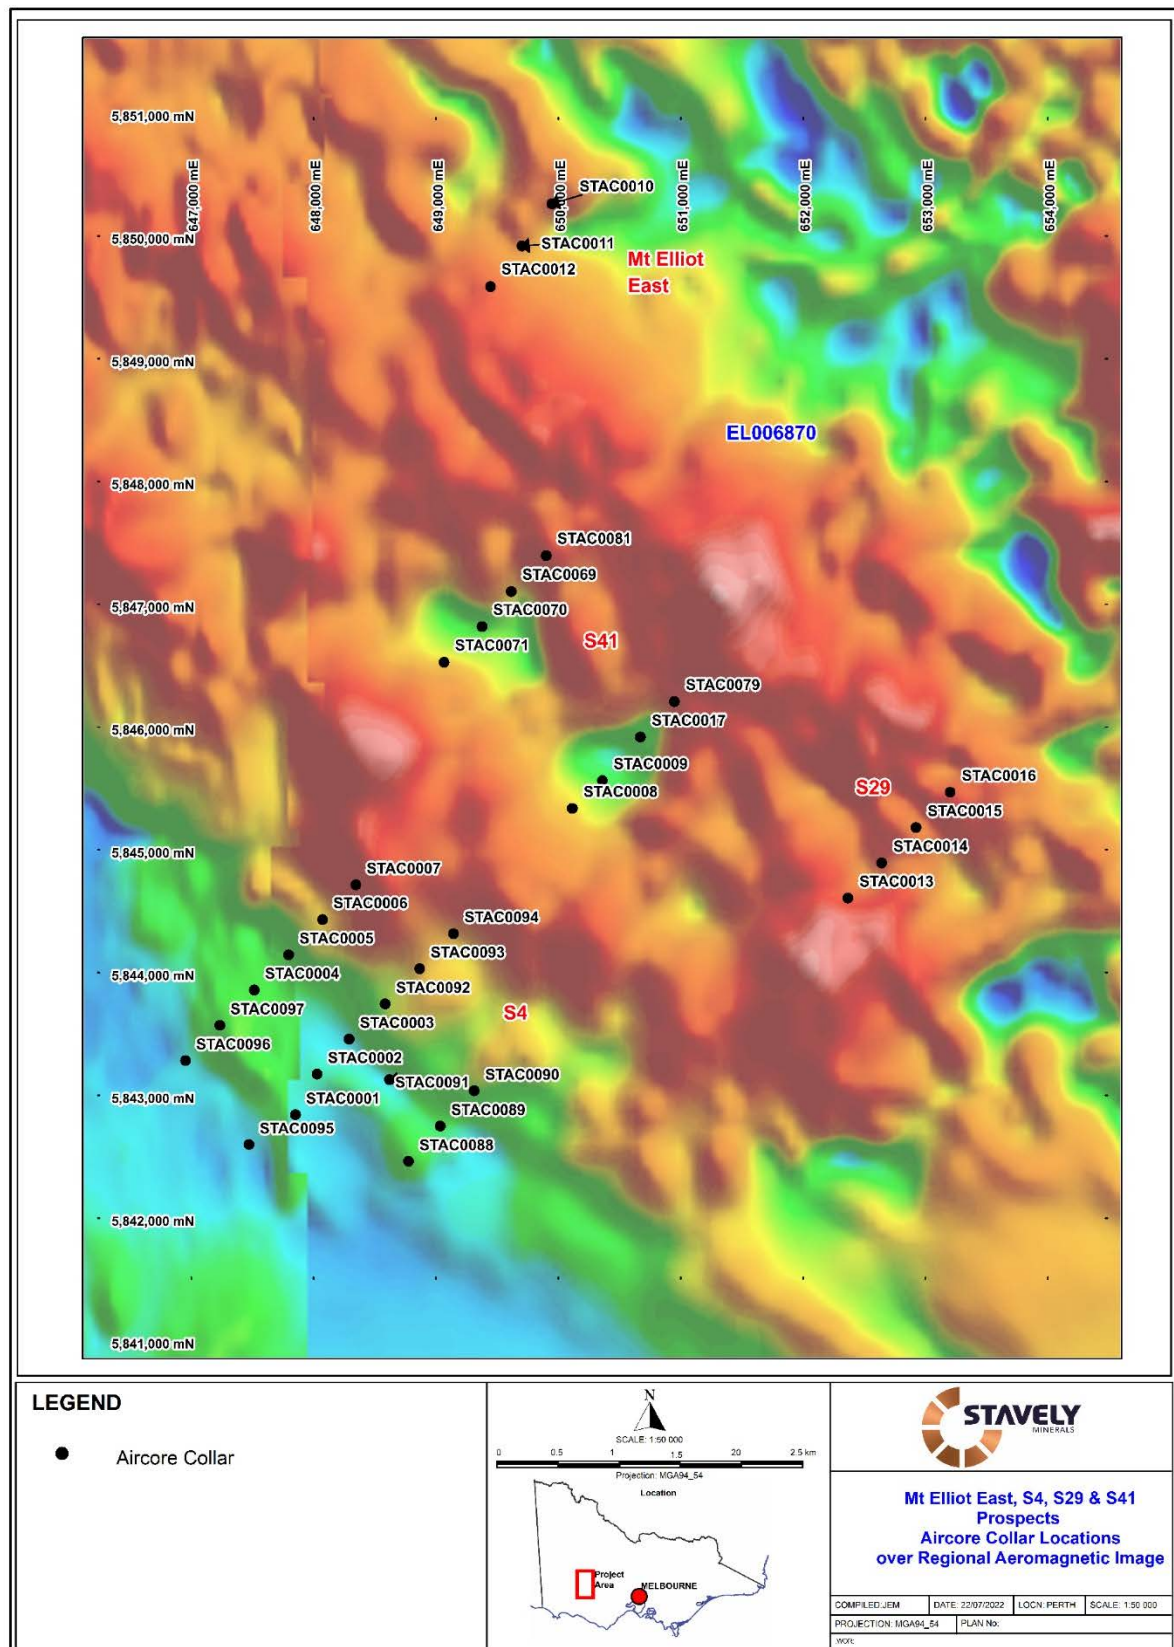 5,851,000 mN
647,000 mE
648,000 mE
649,000 mE
650,000 mE
651,000 mE
652,000 mE
653,000 mE
654,000 mE
STAC0010
5,850,000 mN
STAC0011
Mt Elliot
East
STAC0012
5,849,000 mN
EL006870
5,848,000 mN
STAC0081
STAC0069
5,847,000 mN
STAC0070
S41
STAC0071
STAC0079
5,846,000 mN
STAC0017
STAC0009
STAC0016
S29
STAC0008
STAC0015
5,845,000 mN
STAC0014
STAC0007
STAC0013
STAC0006
STAC0094
STAC0005
STAC0093
5,844,000 mN
STAC0004
STAC0092
STAC0097
S4
STAC0003
STAC0096
STAC0002
STAC0090
STAC0091
5,843,000 mN
STAC0001
STAC0089
STAC0095
STAC0088
5,842,000 mN
5,841,000 mN
LEGEND
Aircore Collar
N
SCALE: 1:50 000
0 0.5 1 1.5 20 2.5 km
Projection: MGA94_54
Location
Project
Area
MELBOURNE
STAVELY
MINERALS
Mt Elliot East, S4, S29 & S41
Prospects
Aircore Collar Locations
over Regional Aeromagnetic Image
COMPILED:JEM DATE: 22/07/2022 LOCN: PERTH SCALE: 1:50 000
PROJECTION: MGA94_54 PLAN No: